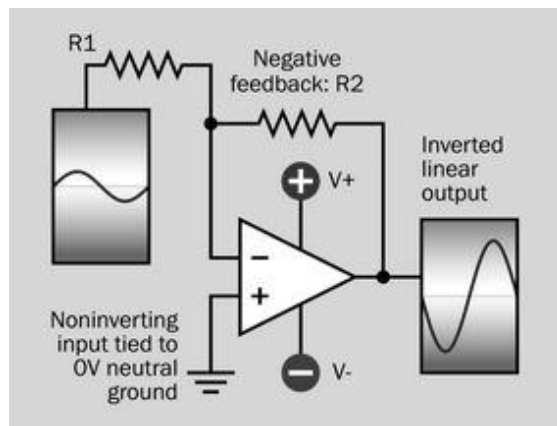 R1
Negative
feedback: R2
Inverted
linear
output
+ V+
−
+
Noninverting
input tied to
0V neutral
ground
− V-